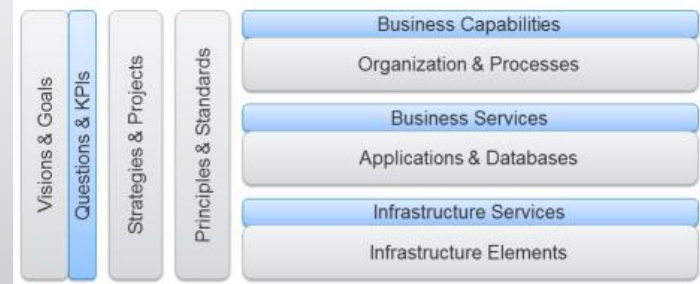 Visions & Goals
Questions & KPIs
Strategies & Projects
Principles & Standards
Business Capabilities
Organization & Processes
Business Services
Applications & Databases
Infrastructure Services
Infrastructure Elements